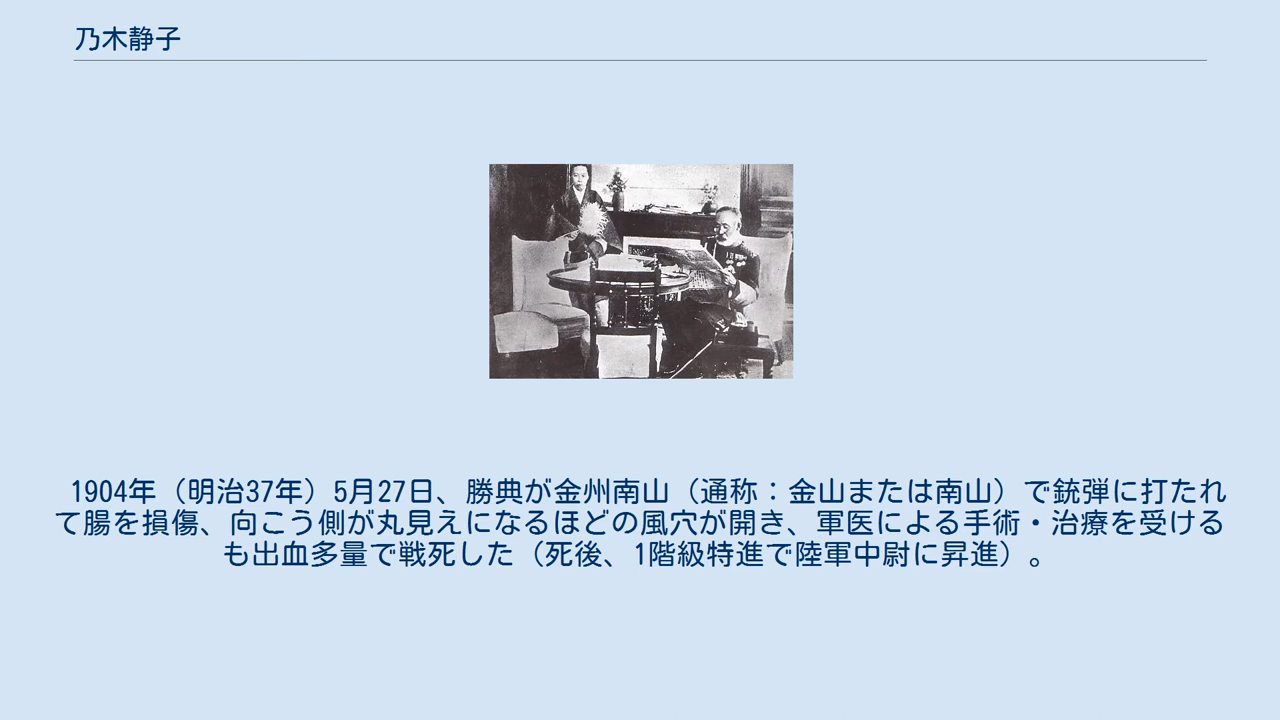 乃木静子
1904年（明治37年）5月27日、勝典が金州南山（通称：金山または南山）で銃弾に打たれ
て腸を損傷、向こう側が丸見えになるほどの風穴が開き、軍医による手術・治療を受ける
も出血多量で戦死した（死後、1階級特進で陸軍中尉に昇進）。